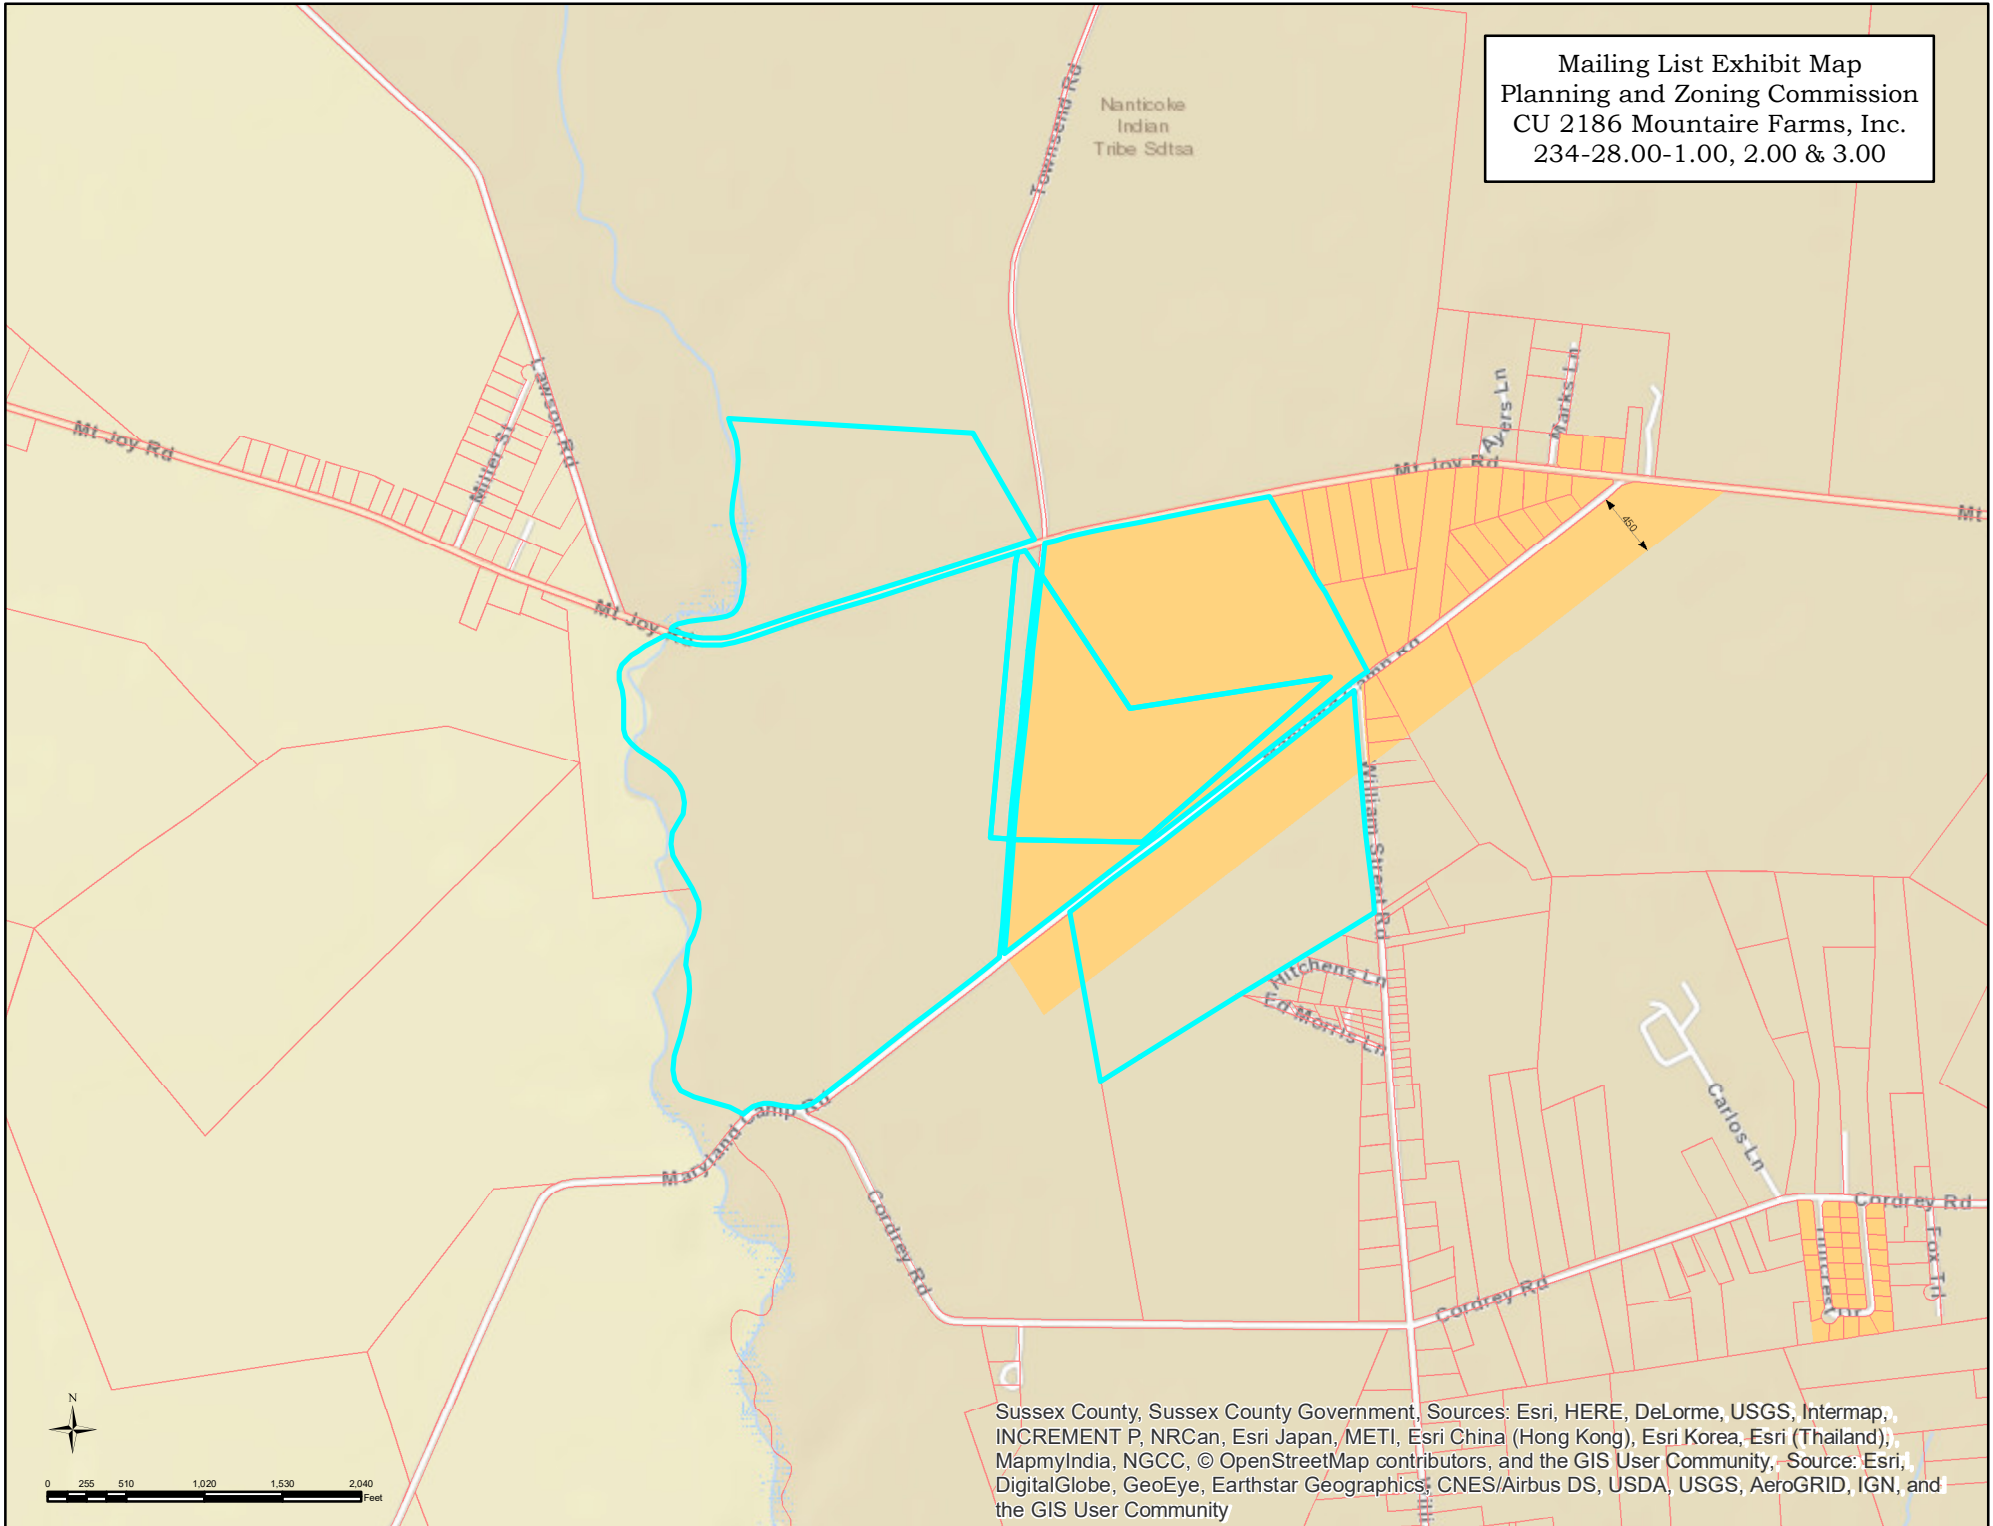 Mailing List Exhibit Map
Planning and Zoning Commission
CU 2186 Mountaire Farms, Inc.
234-28.00-1.00, 2.00 & 3.00
Townsend Rd
Nanticoke
Indian
Tribe Sdtsa
Lawson Rd
Miller St
Mt Joy Rd
Mt Joy Rd
Ayers Ln
Marks Ln
Mt Joy Rd
Mt
450
Camp Rd
William Street Rd
Hitchens Ln
Ed Morris Ln
Maryland Camp Rd
Cordrey Rd
Cordrey Rd
Carlos Ln
Cordrey Rd
Fox Trl
Dr
Willi
N
0 255 510 1,020 1,530 2,040
Feet
Sussex County, Sussex County Government, Sources: Esri, HERE, DeLorme, USGS, Intermap,
INCREMENT P, NRCan, Esri Japan, METI, Esri China (Hong Kong), Esri Korea, Esri (Thailand),
MapmyIndia, NGCC, © OpenStreetMap contributors, and the GIS User Community, Source: Esri,
DigitalGlobe, GeoEye, Earthstar Geographics, CNES/Airbus DS, USDA, USGS, AeroGRID, IGN, and
the GIS User Community